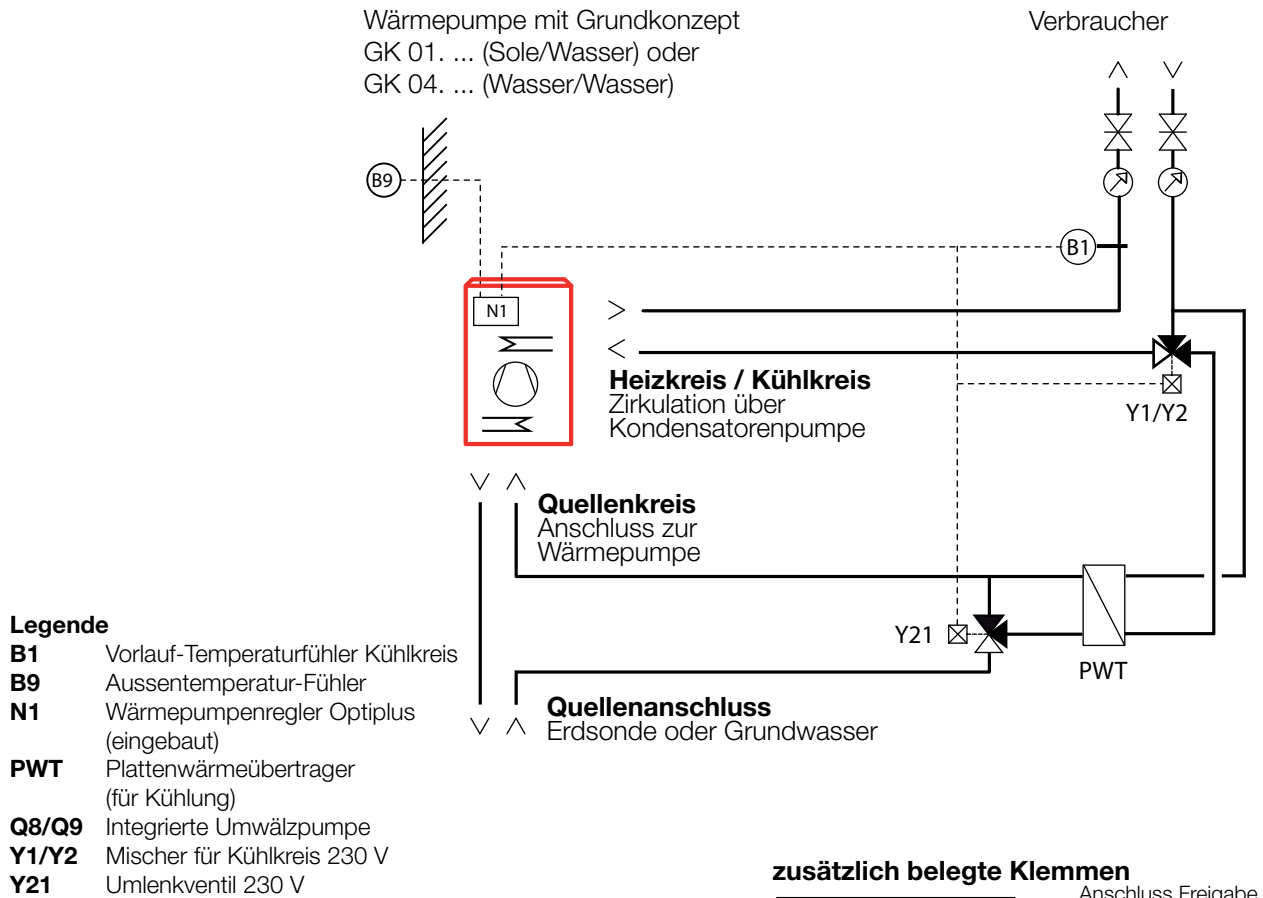 Wärmepumpe mit Grundkonzept
GK 01. ... (Sole/Wasser) oder
GK 04. ... (Wasser/Wasser)
Verbraucher
B9
B1
N1
Heizkreis / Kühlkreis
Zirkulation über
Kondensatorenpumpe
Y1/Y2
Quellenkreis
Anschluss zur
Wärmepumpe
Y21
PWT
Quellenanschluss
Erdsonde oder Grundwasser
Legende
B1 Vorlauf-Temperaturfühler Kühlkreis
B9 Aussentemperatur-Fühler
N1 Wärmepumpenregler Optiplus
(eingebaut)
PWT Plattenwärmeübertrager
(für Kühlung)
Q8/Q9 Integrierte Umwälzpumpe
Y1/Y2 Mischer für Kühlkreis 230 V
Y21 Umlenkventil 230 V
zusätzlich belegte Klemmen
Anschluss Freigabe